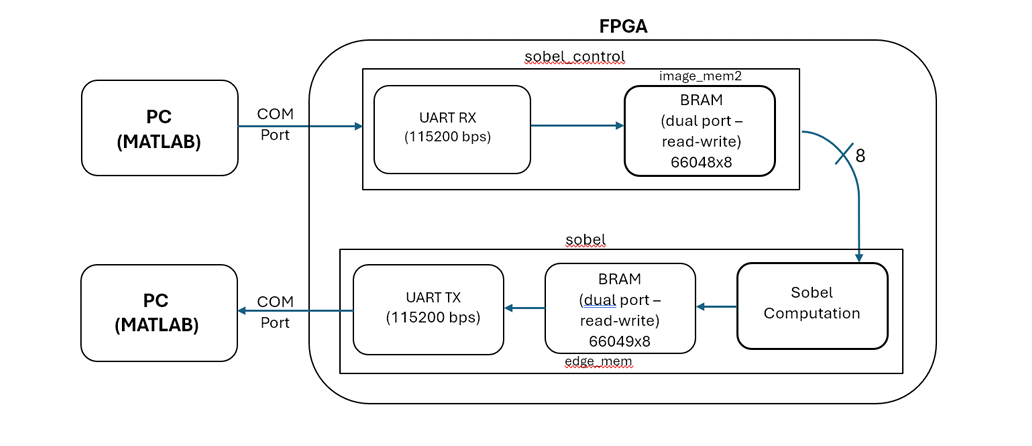 FPGA
sobel_control
image_mem2
PC
(MATLAB)
COM
Port
UART RX
(115200 bps)
BRAM
(dual port –
read-write)
66048x8
8
sobel
PC
(MATLAB)
COM
Port
UART TX
(115200 bps)
BRAM
(dual port –
read-write)
66049x8
edge_mem
Sobel
Computation